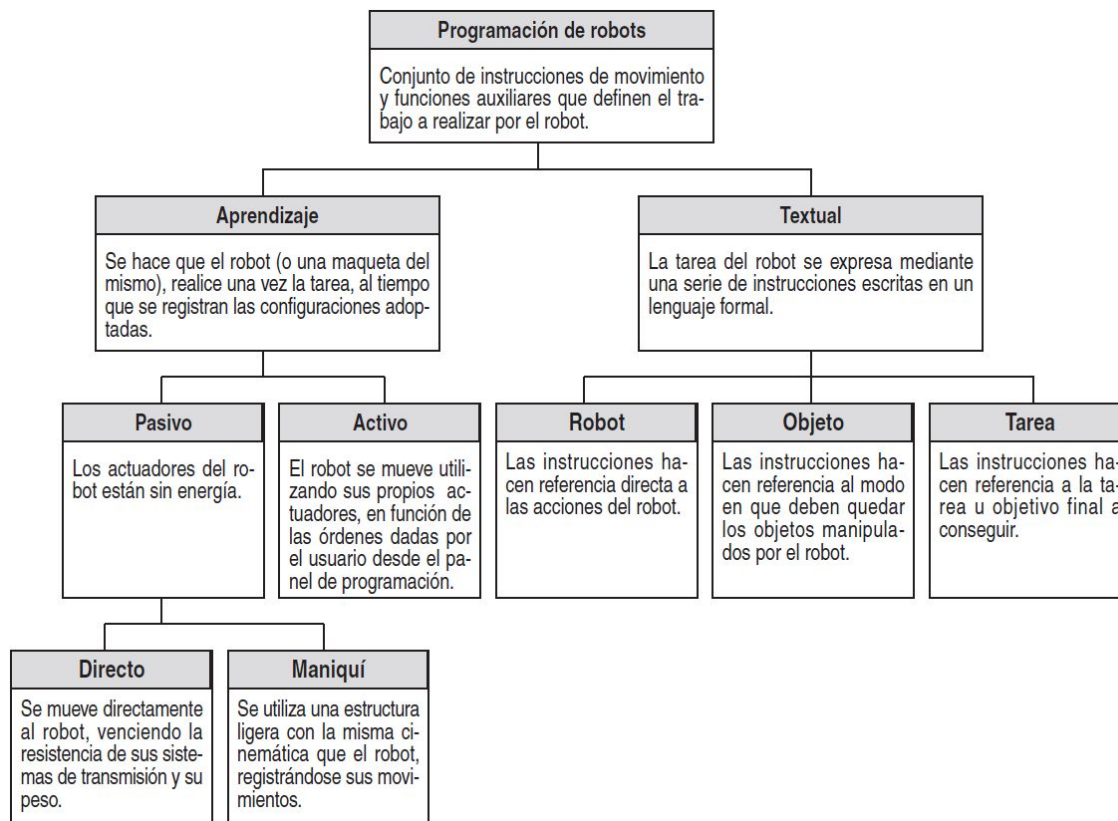 Programación de robots
Conjunto de instrucciones de movimiento
y funciones auxiliares que definen el tra-
bajo a realizar por el robot.
Aprendizaje
Se hace que el robot (o una maqueta del
mismo), realice una vez la tarea, al tiempo
que se registran las configuraciones adop-
tadas.
Textual
La tarea del robot se expresa mediante
una serie de instrucciones escritas en un
lenguaje formal.
Pasivo
Los actuadores del ro-
bot están sin energía.
Activo
El robot se mueve utili-
zando sus propios ac-
tuadores, en función de
las órdenes dadas por
el usuario desde el pa-
nel de programación.
Robot
Las instrucciones ha-
cen referencia directa a
las acciones del robot.
Objeto
Las instrucciones ha-
cen referencia al modo
en que deben quedar
los objetos manipula-
dos por el robot.
Tarea
Las instrucciones ha-
cen referencia a la ta-
rea u objetivo final a
conseguir.
Directo
Se mueve directamente
al robot, venciendo la
resistencia de sus siste-
mas de transmisión y su
peso.
Maniquí
Se utiliza una estructura
ligera con la misma ci-
nemática que el robot,
registrándose sus movi-
mientos.